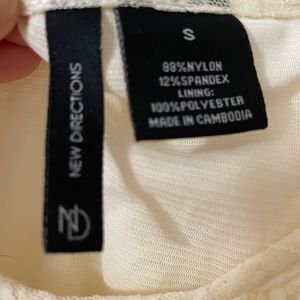 NEW DIRECTIONS
ND
S
88%NYLON
12%SPANDEX
LINING:
100%POLYESTER
MADE IN CAMBODIA